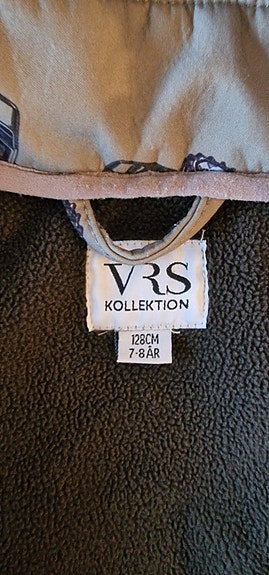 VRS
KOLLEKTION
128CM
7-8 ÅR